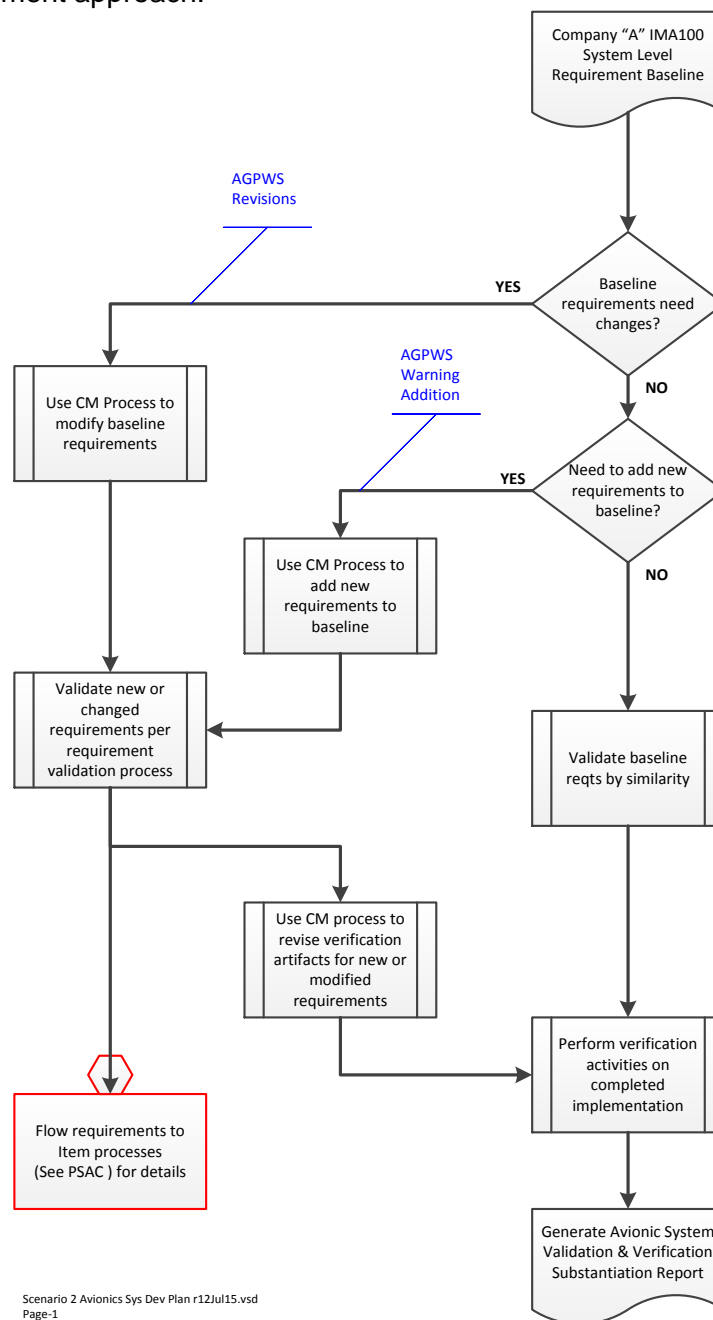 ment approach.
Company “A” IMA100
System Level
Requirement Baseline
AGPWS
Revisions
YES
Baseline
requirements need
changes?
NO
AGPWS
Warning
Addition
Use CM Process to
modify baseline
requirements
YES
Need to add new
requirements to
baseline?
NO
Use CM Process to
add new
requirements to
baseline
Validate new or
changed
requirements per
requirement
validation process
Validate baseline
reqts by similarity
Use CM process to
revise verification
artifacts for new or
modified
requirements
Perform verification
activities on
completed
implementation
Flow requirements to
Item processes
(See PSAC ) for details
Generate Avionic System
Validation & Verification
Substantiation Report
Scenario 2 Avionics Sys Dev Plan r12Jul15.vsd
Page-1